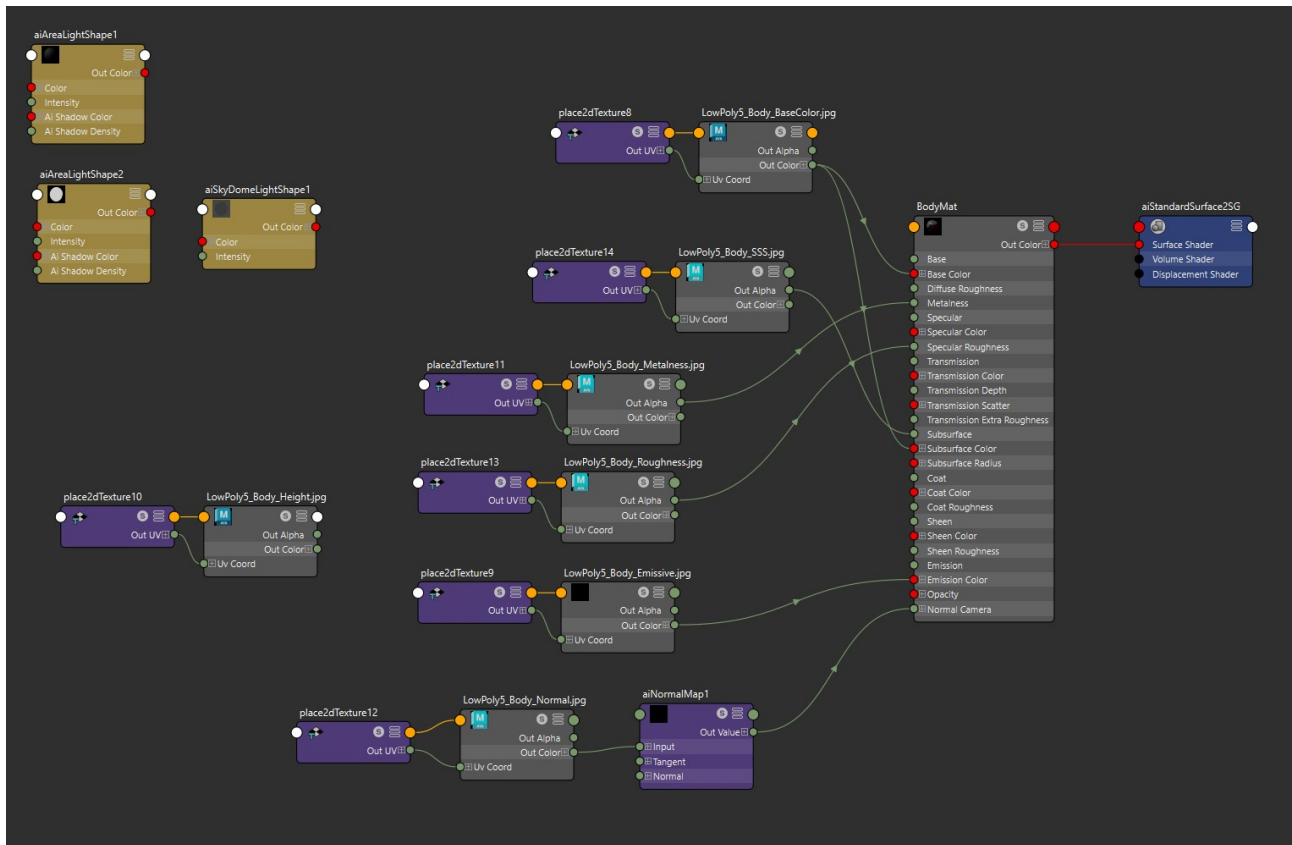 aiAreaLightShape1
Out Color
Color
Intensity
Ai Shadow Color
Ai Shadow Density
aiAreaLightShape2
Out Color
Color
Intensity
Ai Shadow Color
Ai Shadow Density
aiSkyDomeLightShape1
Out Color
Color
Intensity
place2dTexture8
S
Out UV
LowPoly5_Body_BaseColor.jpg
M
S
Out Alpha
Out Color
Uv Coord
place2dTexture14
S
Out UV
LowPoly5_Body_SSS.jpg
M
S
Out Alpha
Out Color
Uv Coord
place2dTexture11
S
Out UV
LowPoly5_Body_Metalness.jpg
M
S
Out Alpha
Out Color
Uv Coord
place2dTexture13
S
Out UV
LowPoly5_Body_Roughness.jpg
M
S
Out Alpha
Out Color
Uv Coord
place2dTexture10
S
Out UV
LowPoly5_Body_Height.jpg
M
S
Out Alpha
Out Color
Uv Coord
place2dTexture9
S
Out UV
LowPoly5_Body_Emissive.jpg
S
Out Alpha
Out Color
Uv Coord
place2dTexture12
S
Out UV
LowPoly5_Body_Normal.jpg
M
S
Out Alpha
Out Color
Uv Coord
aiNormalMap1
S
Out Value
Input
Tangent
Normal
BodyMat
S
Out Color
Base
Base Color
Diffuse Roughness
Metalness
Specular
Specular Color
Specular Roughness
Transmission
Transmission Color
Transmission Depth
Transmission Scatter
Transmission Extra Roughness
Subsurface
Subsurface Color
Subsurface Radius
Coat
Coat Color
Coat Roughness
Sheen
Sheen Color
Sheen Roughness
Emission
Emission Color
Opacity
Normal Camera
aiStandardSurface2SG
Surface Shader
Volume Shader
Displacement Shader